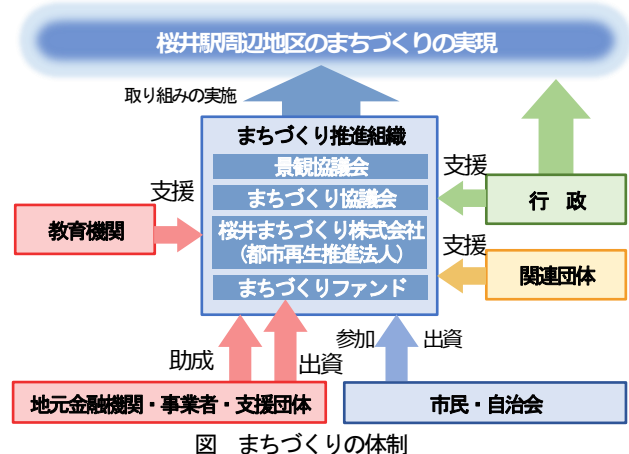 桜井駅周辺地区のまちづくりの実現
取り組みの実施
まちづくり推進組織
景観協議会
まちづくり協議会
桜井まちづくり株式会社
(都市再生推進法人)
まちづくりファンド
支援
教育機関
支援
行 政
支援
関連団体
助成
出資
参加
出資
地元金融機関・事業者・支援団体
市民・自治会
図 まちづくりの体制